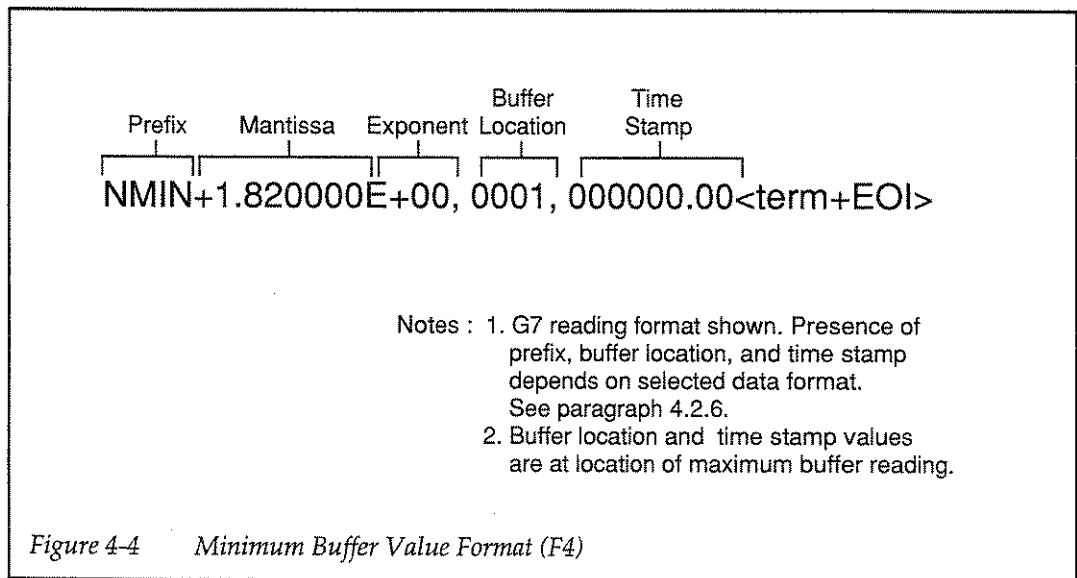 Buffer Time
Prefix Mantissa Exponent Location Stamp
NMIN+1.820000E+00, 0001, 000000.00<term+EOI>
Notes : 1. G7 reading format shown. Presence of
prefix, buffer location, and time stamp
depends on selected data format.
See paragraph 4.2.6.
2. Buffer location and time stamp values
are at location of maximum buffer reading.
Figure 4-4 Minimum Buffer Value Format (F4)